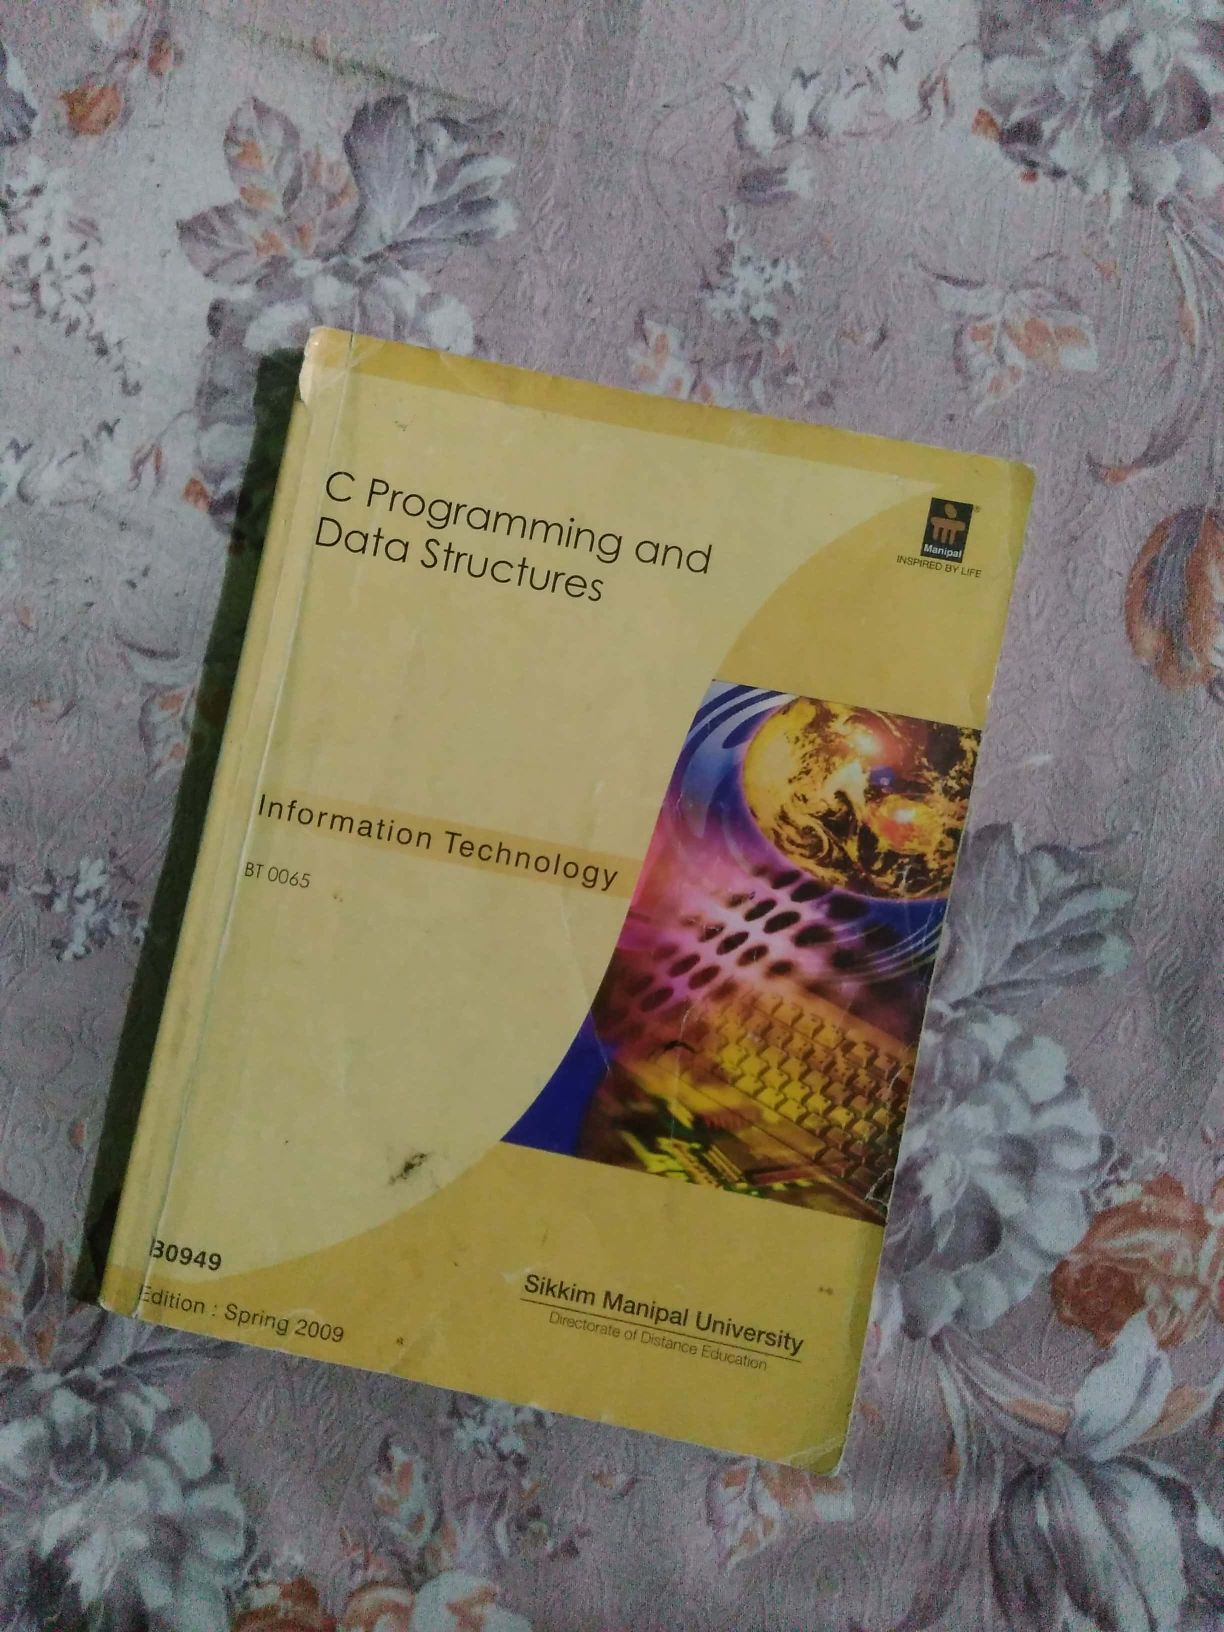 C Programming and
Data Structures
Manipal
INSPIRED BY LIFE
Information Technology
BT 0065
B0949
Edition : Spring 2009
Sikkim Manipal University
Directorate of Distance Education